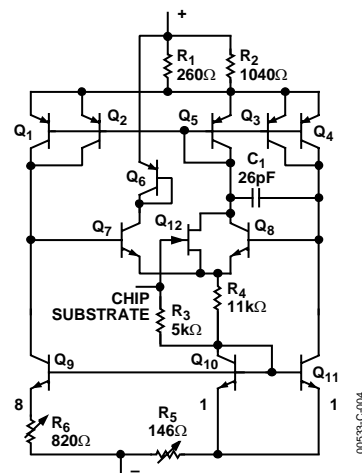 +
R1
260Ω
R2
1040Ω
Q1
Q2
Q5
Q3
Q4
C1
26pF
Q6
Q7
Q12
Q8
CHIP
SUBSTRATE
R3
5kΩ
R4
11kΩ
Q9
Q10
Q11
8
1
1
R6
820Ω
R5
146Ω
–
00533-C-004